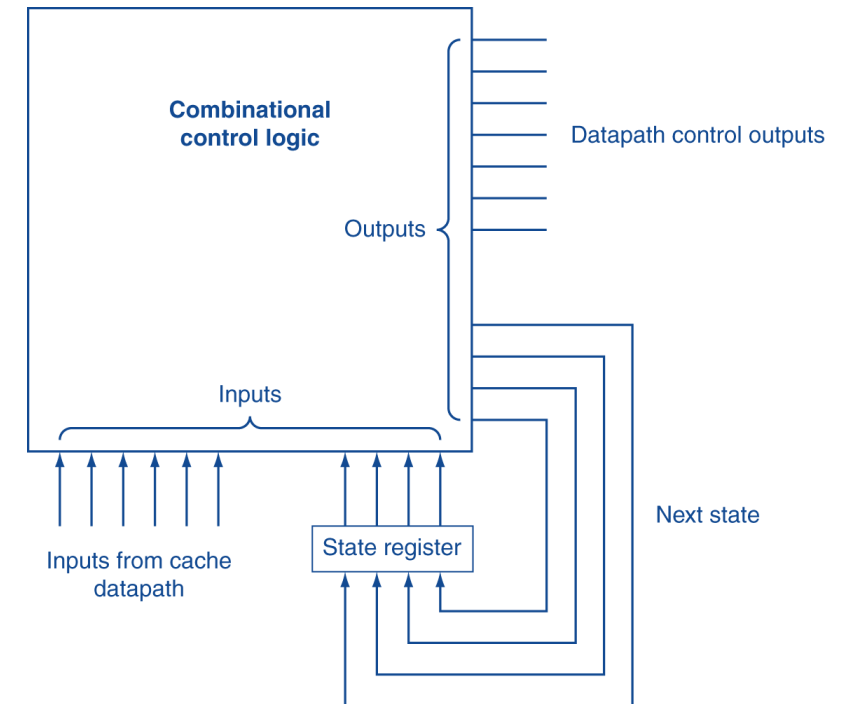 Combinational
control logic
Datapath control outputs
Outputs
Inputs
Next state
State register
Inputs from cache
datapath